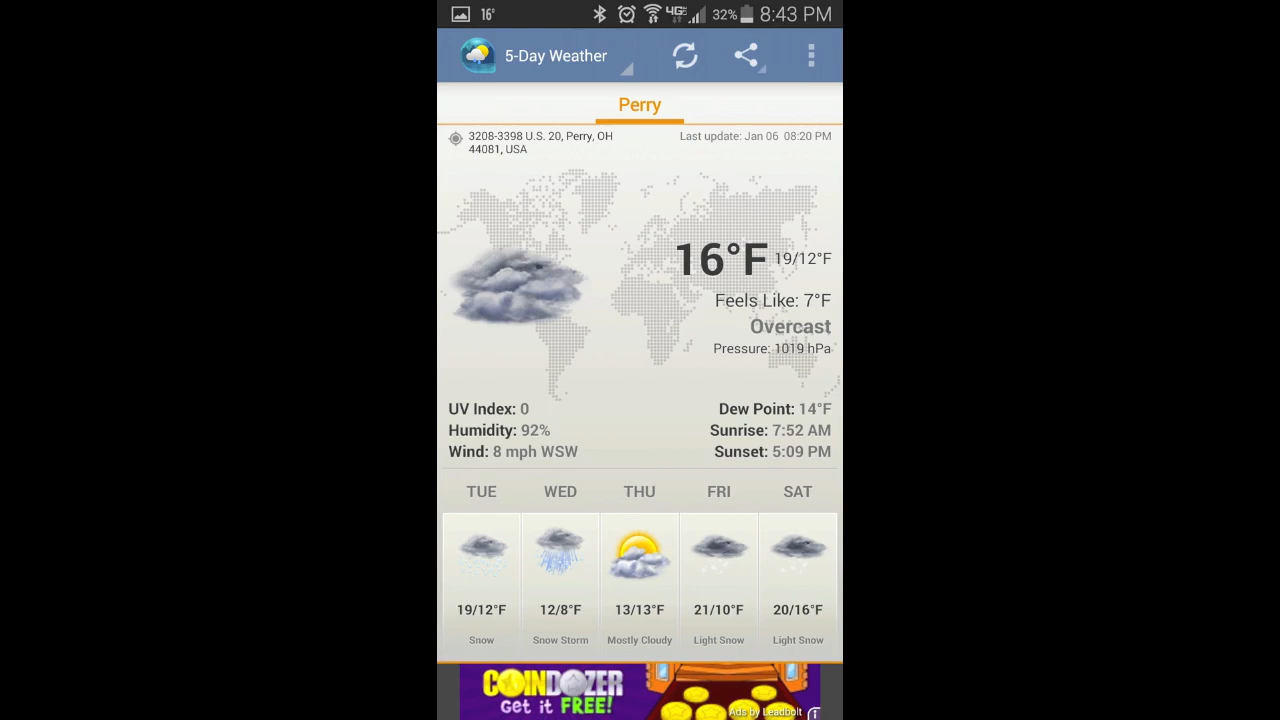 16° 4G 32% 8:43 PM
5-Day Weather
Perry
3208-3398 U.S. 20, Perry, OH
44081, USA
Last update: Jan 06 08:20 PM
16°F 19/12°F
Feels Like: 7°F
Overcast
Pressure: 1019 hPa
UV Index: 0
Humidity: 92%
Wind: 8 mph WSW
Dew Point: 14°F
Sunrise: 7:52 AM
Sunset: 5:09 PM
TUE WED THU FRI SAT
19/12°F 12/8°F 13/13°F 21/10°F 20/16°F
Snow Snow Storm Mostly Cloudy Light Snow Light Snow
COINDOZER
Get it FREE!
Ads by Leadbolt